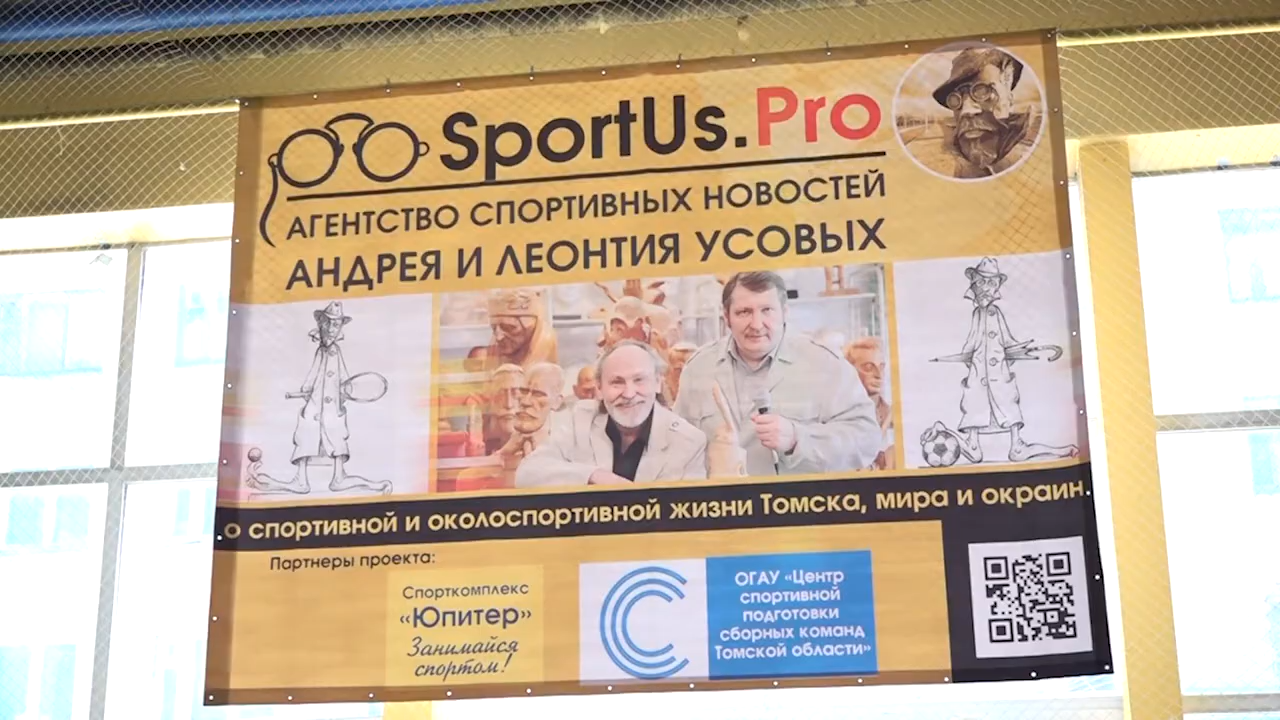 SportUs.Pro
АГЕНТСТВО СПОРТИВНЫХ НОВОСТЕЙ
АНДРЕЯ И ЛЕОНТИЯ УСОВЫХ
о спортивной и околоспортивной жизни Томска, мира и окраин.
Партнеры проекта:
Спорткомплекс
«Юпитер»
Занимайся
спортом!
ОГАУ «Центр
спортивной
подготовки
сборных команд
Томской области»